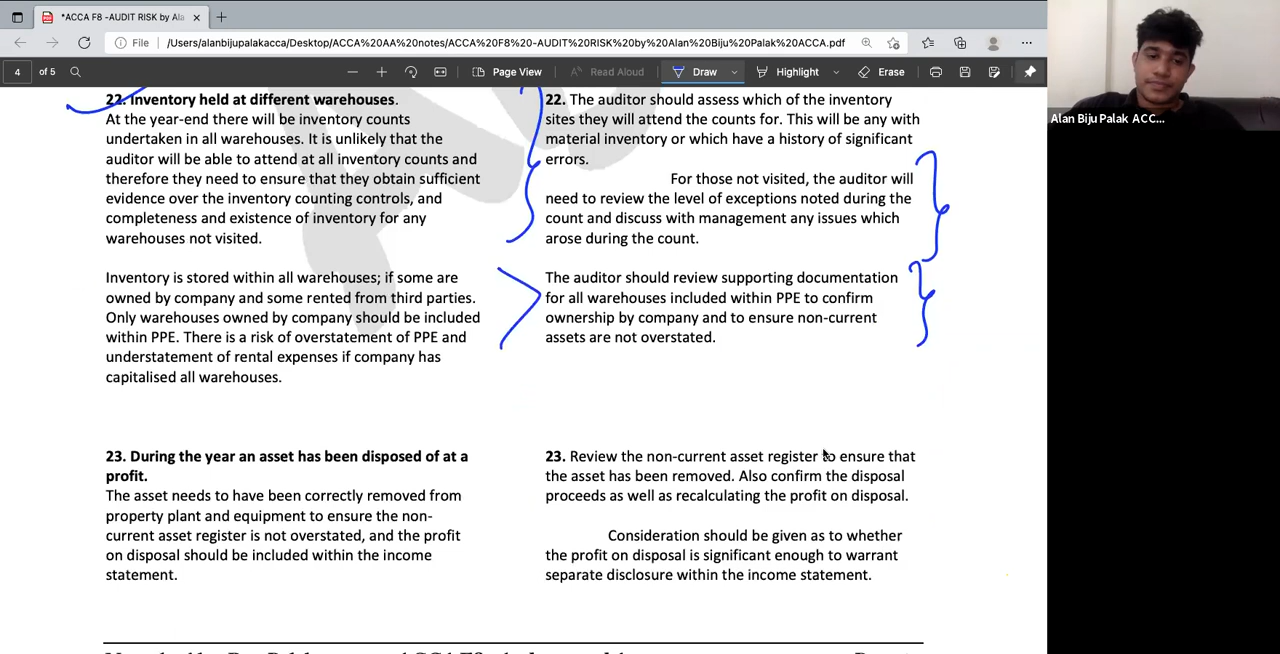 *ACCA F8 -AUDIT RISK by Ala
File
/Users/alanbijupalakacca/Desktop/ACCA%20AA%20notes/ACCA%20F8%20-AUDIT%20RISK%20by%20Alan%20Biju%20Palak%20ACCA.pdf
4 of 5
Page View
Read Aloud
Draw
Highlight
Erase
Alan Biju Palak ACC...
22. Inventory held at different warehouses.
At the year-end there will be inventory counts
undertaken in all warehouses. It is unlikely that the
auditor will be able to attend at all inventory counts and
therefore they need to ensure that they obtain sufficient
evidence over the inventory counting controls, and
completeness and existence of inventory for any
warehouses not visited.
Inventory is stored within all warehouses; if some are
owned by company and some rented from third parties.
Only warehouses owned by company should be included
within PPE. There is a risk of overstatement of PPE and
understatement of rental expenses if company has
capitalised all warehouses.
22. The auditor should assess which of the inventory
sites they will attend the counts for. This will be any with
material inventory or which have a history of significant
errors.
For those not visited, the auditor will
need to review the level of exceptions noted during the
count and discuss with management any issues which
arose during the count.
The auditor should review supporting documentation
for all warehouses included within PPE to confirm
ownership by company and to ensure non-current
assets are not overstated.
23. During the year an asset has been disposed of at a
profit.
The asset needs to have been correctly removed from
property plant and equipment to ensure the non-
current asset register is not overstated, and the profit
on disposal should be included within the income
statement.
23. Review the non-current asset register to ensure that
the asset has been removed. Also confirm the disposal
proceeds as well as recalculating the profit on disposal.
Consideration should be given as to whether
the profit on disposal is significant enough to warrant
separate disclosure within the income statement.